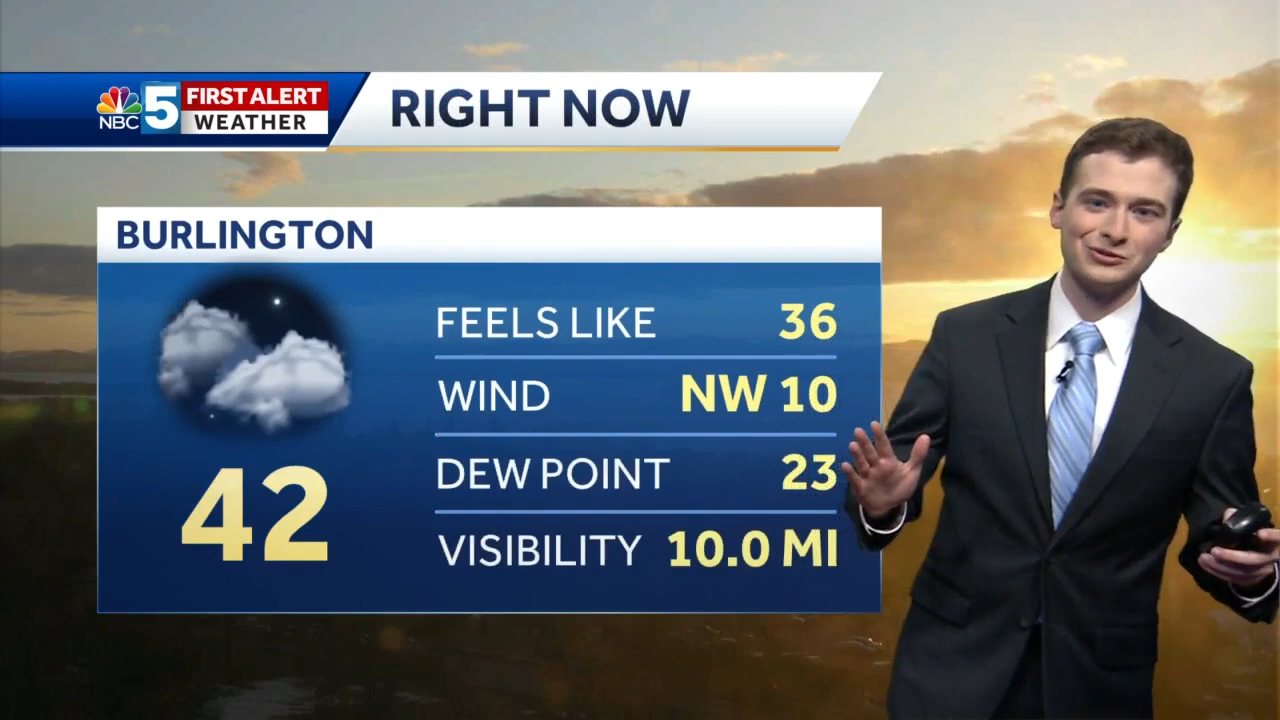 NBC 5 FIRST ALERT WEATHER
RIGHT NOW
BURLINGTON
42
FEELS LIKE 36
WIND NW 10
DEW POINT 23
VISIBILITY 10.0 MI